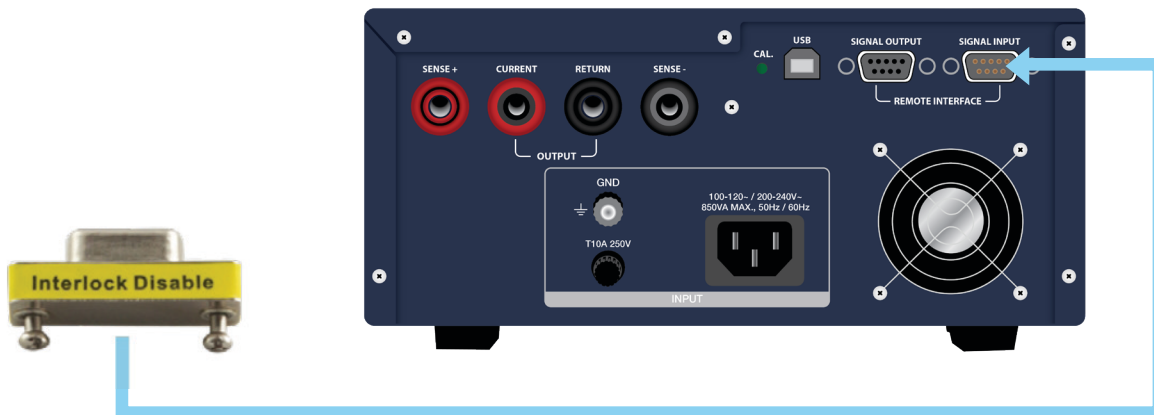 USB
SIGNAL OUTPUT
SIGNAL INPUT
CAL.
SENSE +
CURRENT
RETURN
SENSE -
REMOTE INTERFACE
OUTPUT
GND
100-120~ / 200-240V~
850VA MAX., 50Hz / 60Hz
T10A 250V
Interlock Disable
INPUT